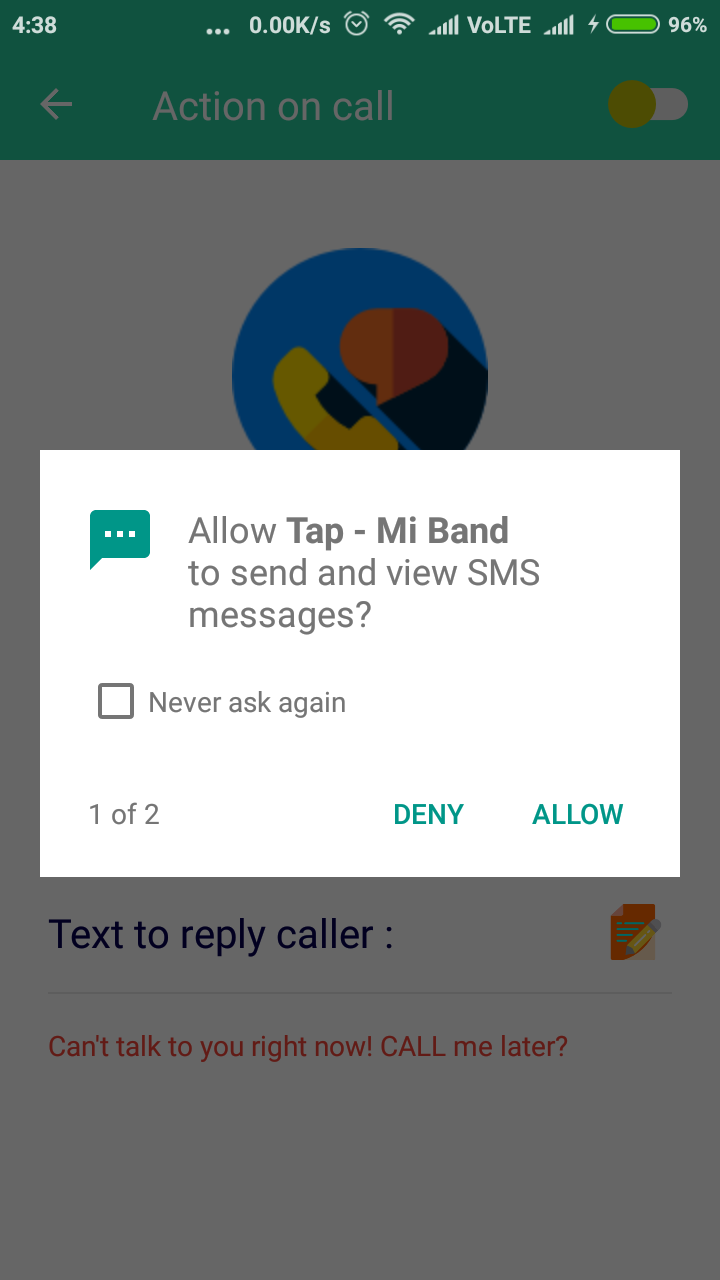 4:38 ... 0.00K/s VoLTE 96%
Action on call
Allow Tap - Mi Band
to send and view SMS
messages?
Never ask again
1 of 2 DENY ALLOW
Text to reply caller :
Can't talk to you right now! CALL me later?